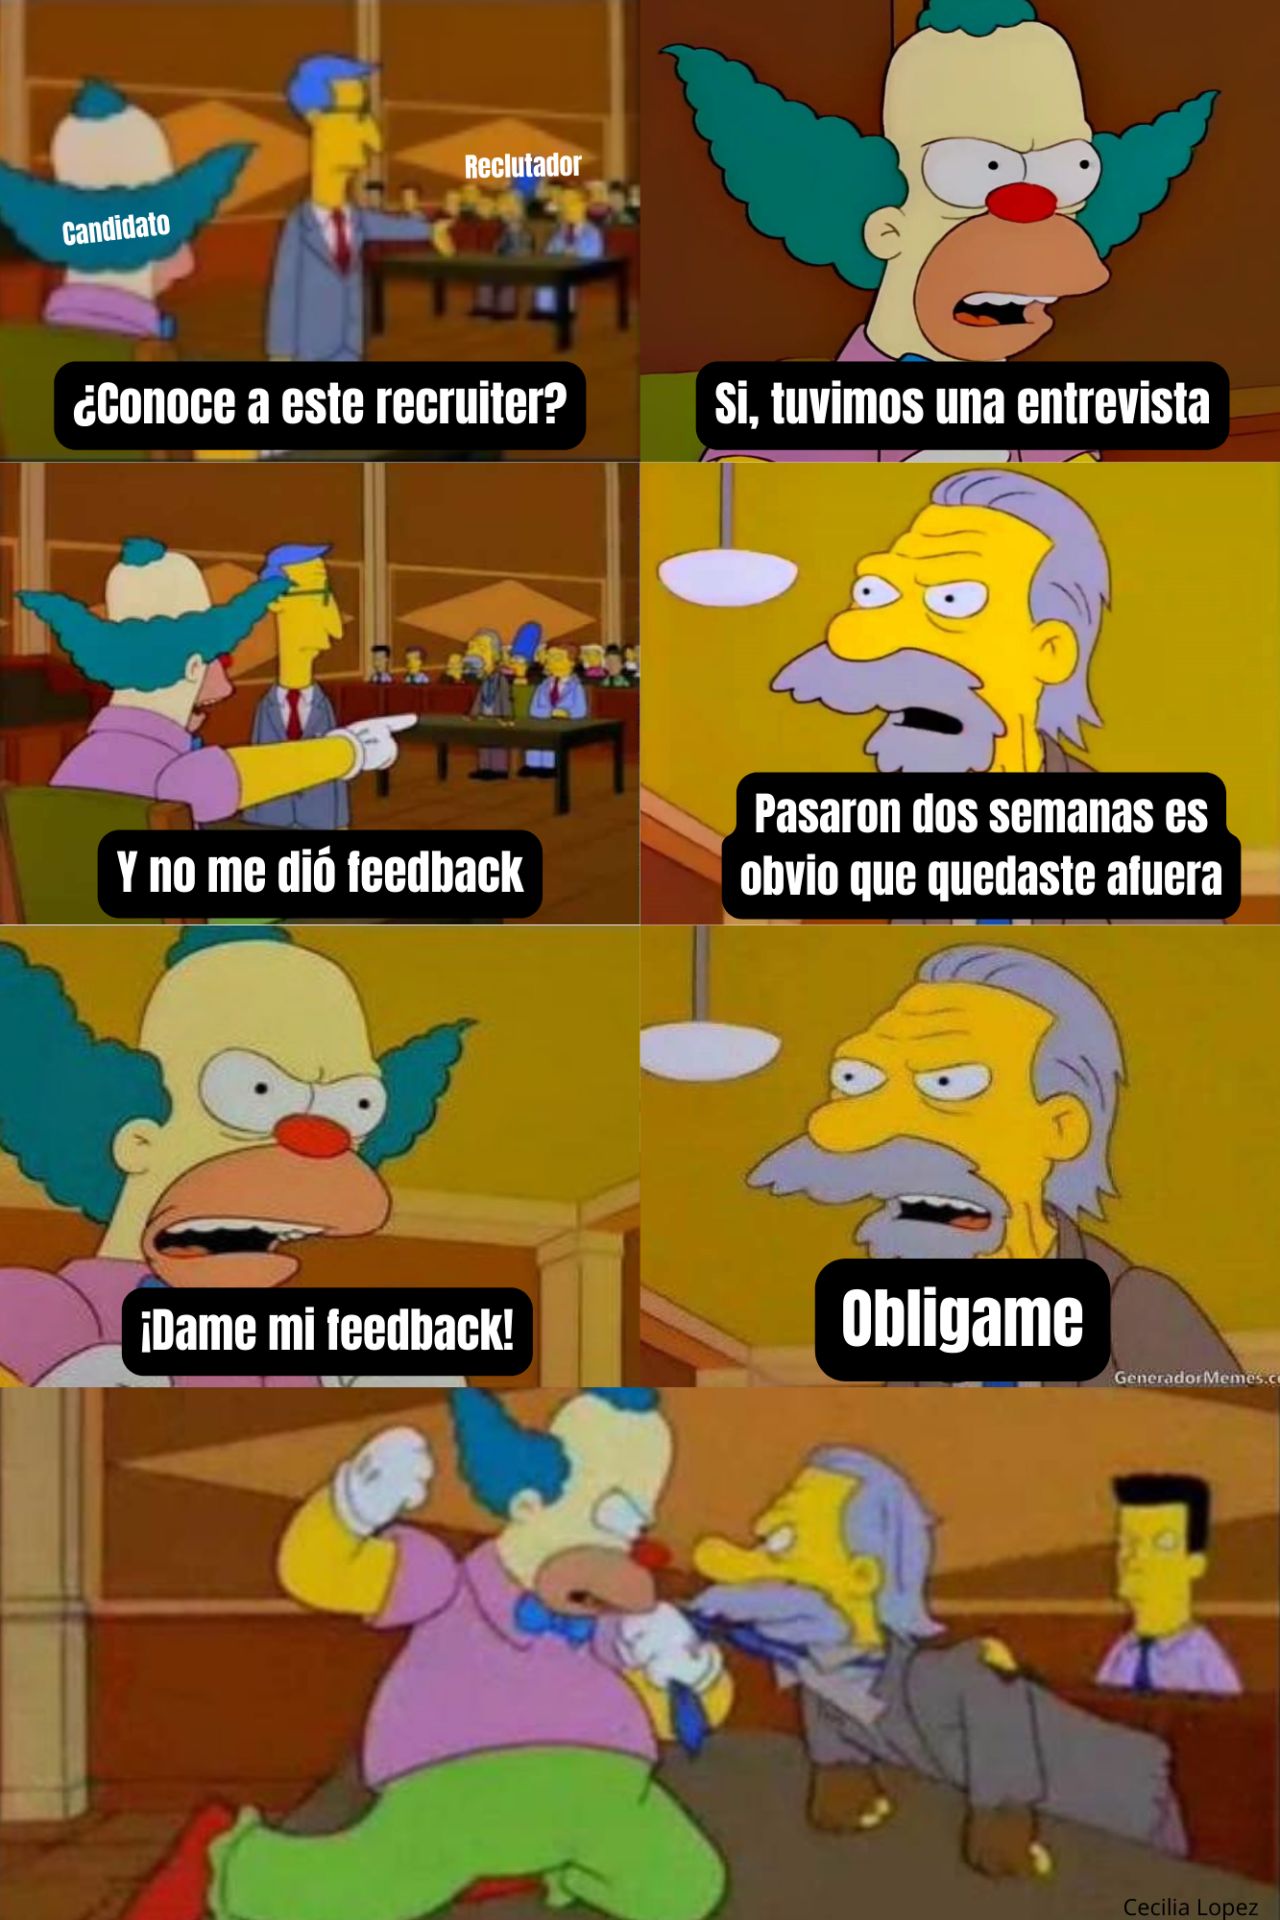 Candidato
Reclutador
¿Conoce a este recruiter?
Si, tuvimos una entrevista
Y no me dió feedback
Pasaron dos semanas es
obvio que quedaste afuera
¡Dame mi feedback!
Obligame
GeneradorMemes.c
Cecilia Lopez